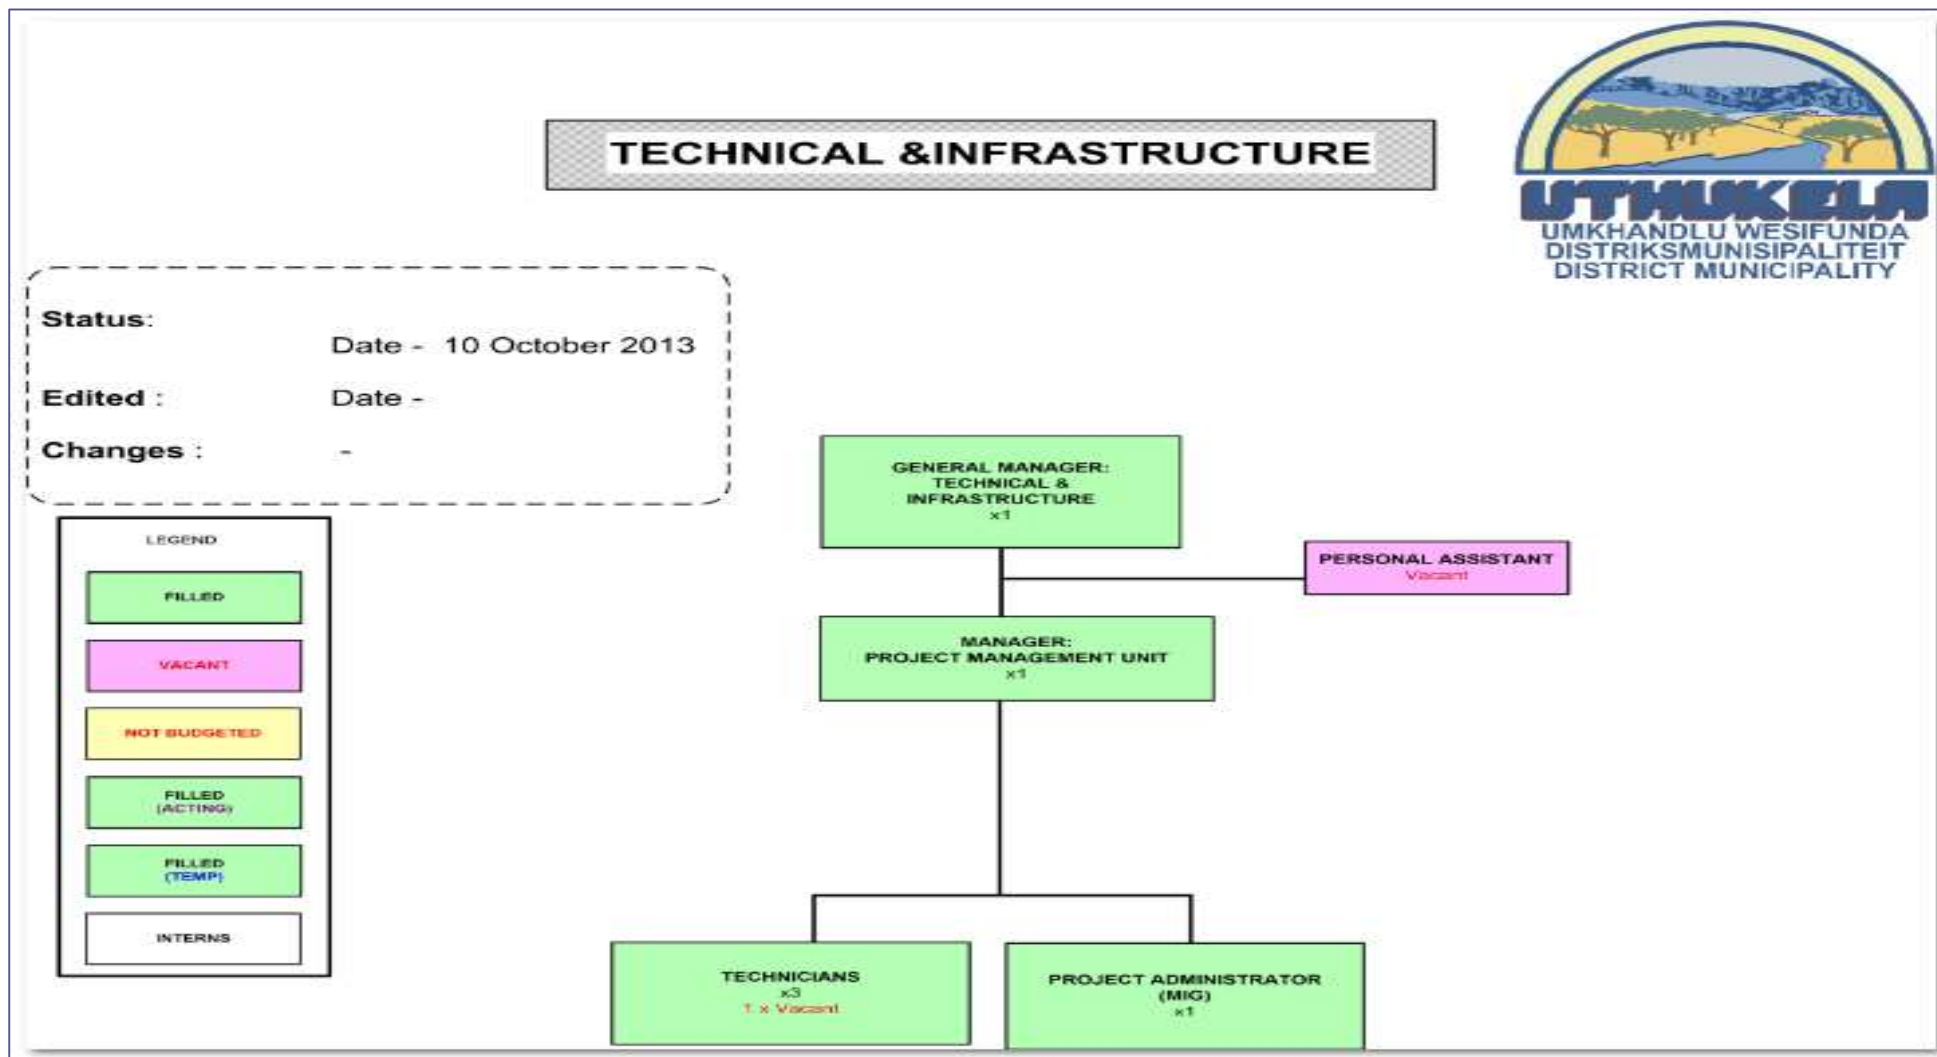 TECHNICAL &INFRASTRUCTURE
UTHUKELA
UMKHANDLU WESIFUNDA
DISTRIKSMUNISIPALITEIT
DISTRICT MUNICIPALITY
Status:
Date - 10 October 2013
Edited : Date -
Changes : -
LEGEND
FILLED
VACANT
NOT BUDGETED
FILLED
(ACTING)
FILLED
(TEMP)
INTERNS
GENERAL MANAGER:
TECHNICAL &
INFRASTRUCTURE
x1
PERSONAL ASSISTANT
Vacant
MANAGER:
PROJECT MANAGEMENT UNIT
x1
TECHNICIANS
x3
1 x Vacant
PROJECT ADMINISTRATOR
(MIG)
x1